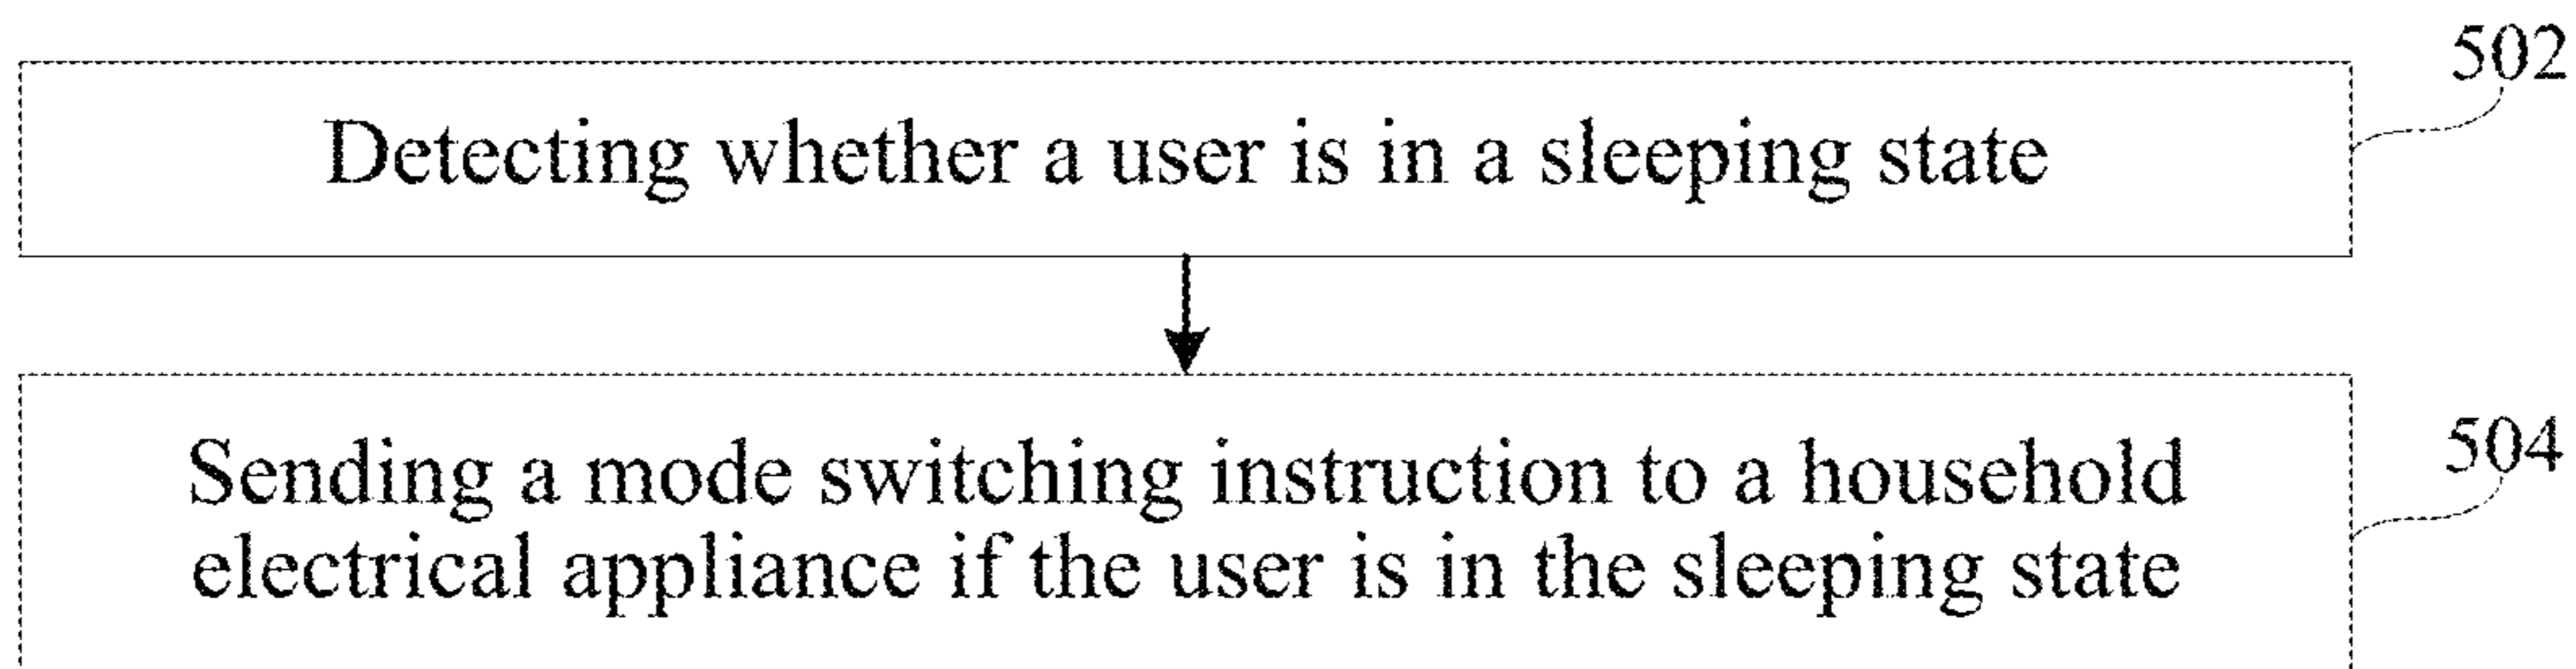 502
Detecting whether a user is in a sleeping state
504
Sending a mode switching instruction to a household
electrical appliance if the user is in the sleeping state